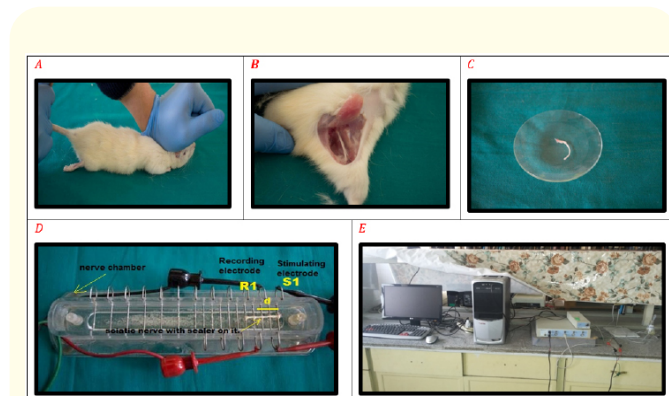 A
B
C
D
nerve chamber
Recording
electrode
R1
Stimulating
electrode
S1
d
sciatic nerve with sealer on it
E